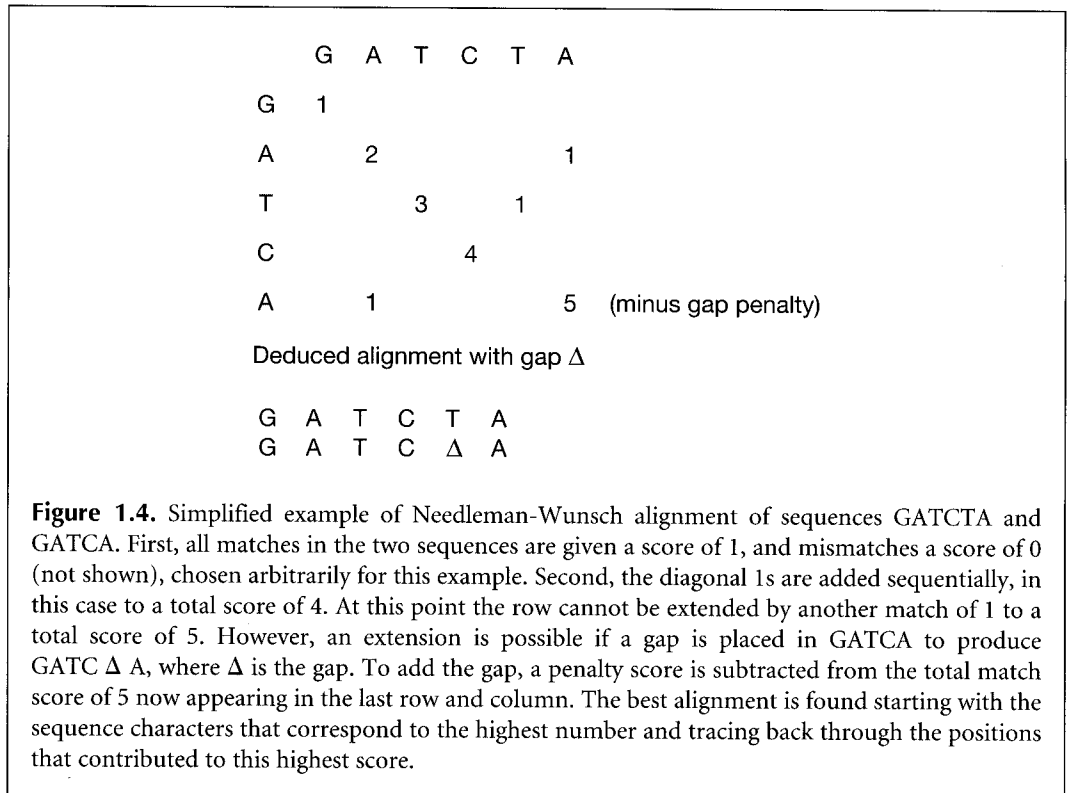 G A T C T A
G 1
A 2 1
T 3 1
C 4
A 1 5 (minus gap penalty)
Deduced alignment with gap Δ
G A T C T A
G A T C Δ A
Figure 1.4. Simplified example of Needleman-Wunsch alignment of sequences GATCTA and
GATCA. First, all matches in the two sequences are given a score of 1, and mismatches a score of 0
(not shown), chosen arbitrarily for this example. Second, the diagonal 1s are added sequentially, in
this case to a total score of 4. At this point the row cannot be extended by another match of 1 to a
total score of 5. However, an extension is possible if a gap is placed in GATCA to produce
GATC Δ A, where Δ is the gap. To add the gap, a penalty score is subtracted from the total match
score of 5 now appearing in the last row and column. The best alignment is found starting with the
sequence characters that correspond to the highest number and tracing back through the positions
that contributed to this highest score.